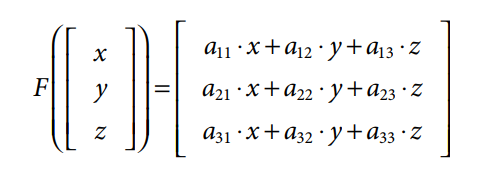 x a₁₁ · x + a₁₂ · y + a₁₃ · z
F([ y ]) = [ a₂₁ · x + a₂₂ · y + a₂₃ · z ]
z a₃₁ · x + a₃₂ · y + a₃₃ · z